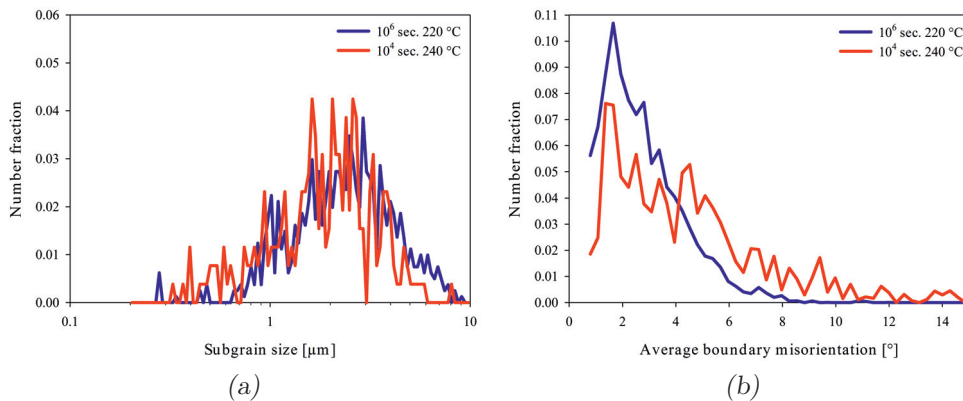 0.06
0.05
0.04
0.03
0.02
0.01
0.00
Number fraction
10⁶ sec. 220 °C
10⁴ sec. 240 °C
0.1
1
10
Subgrain size [µm]
(a)
0.11
0.10
0.09
0.08
0.07
0.06
0.05
0.04
0.03
0.02
0.01
0.00
Number fraction
10⁶ sec. 220 °C
10⁴ sec. 240 °C
0 2 4 6 8 10 12 14
Average boundary misorientation [°]
(b)